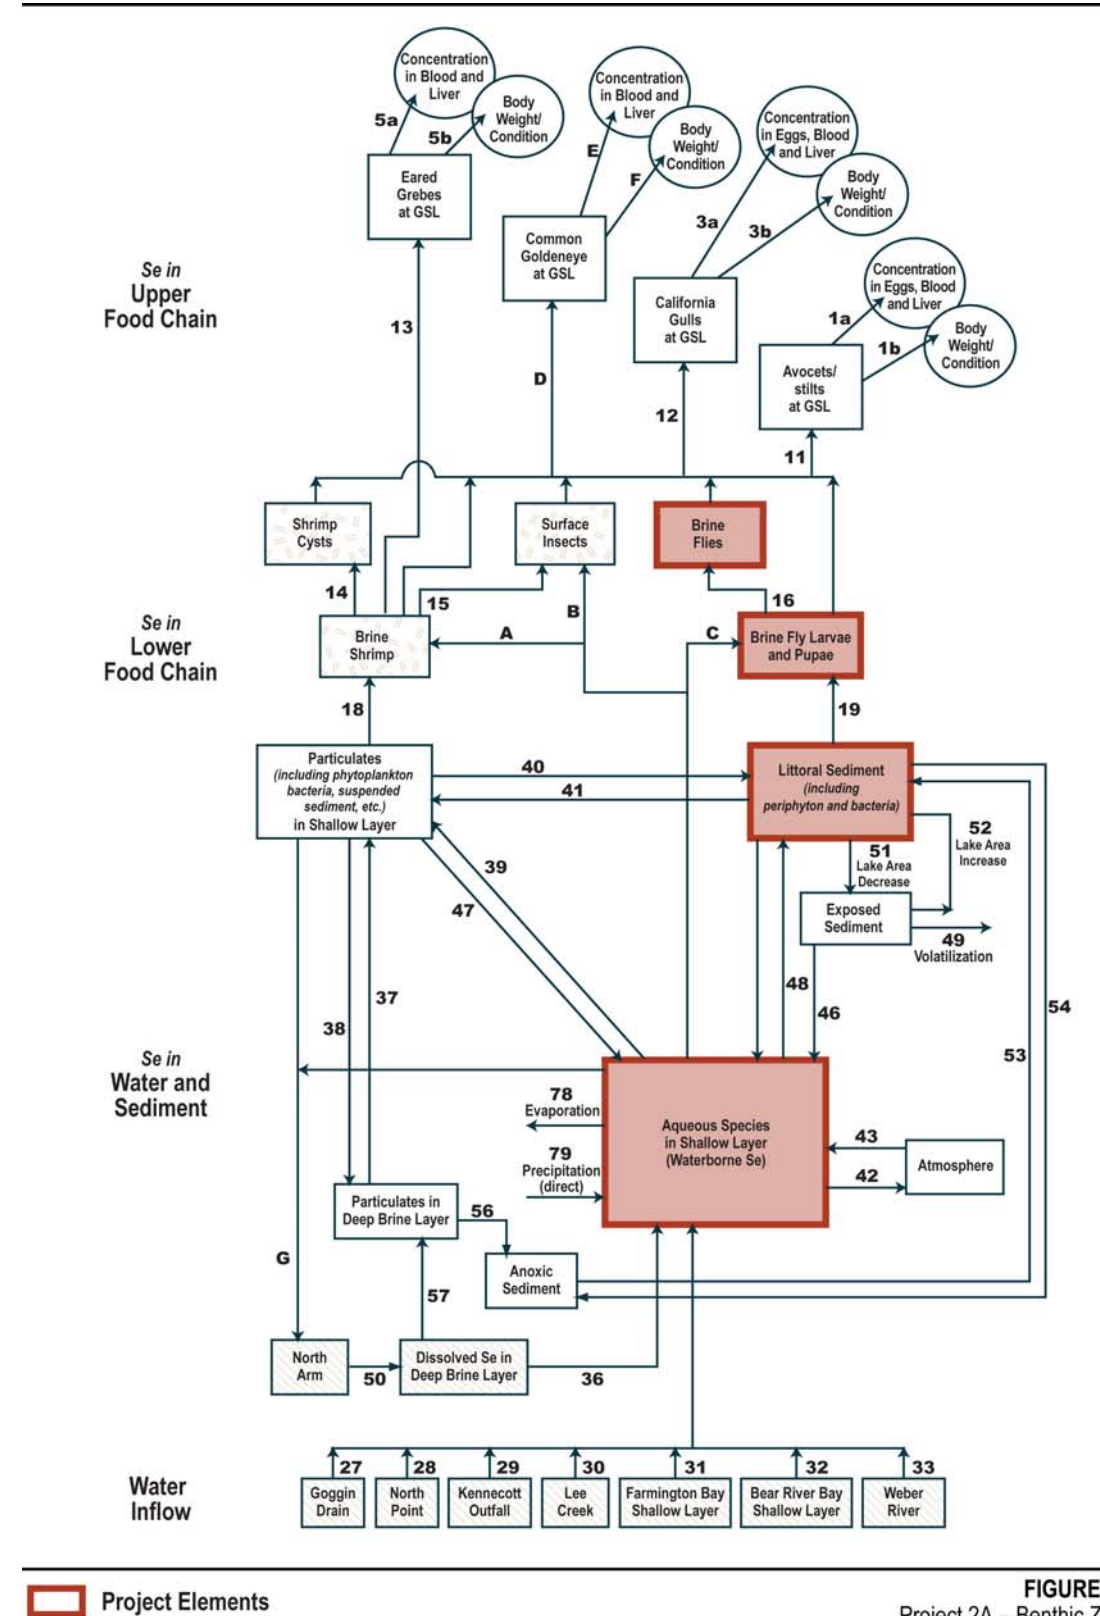 Concentration
in Blood and
Liver
Body
Weight/
Condition
5a
5b
Eared
Grebes
at GSL
Concentration
in Blood and
Liver
Body
Weight/
Condition
E
F
Common
Goldeneye
at GSL
Concentration
in Eggs, Blood
and Liver
Body
Weight/
Condition
3a
3b
California
Gulls
at GSL
Concentration
in Eggs, Blood
and Liver
Body
Weight/
Condition
1a
1b
Avocets/
stilts
at GSL
Se in
Upper
Food Chain
13
D
12
11
Shrimp
Cysts
Surface
Insects
Brine
Flies
14
15
B
16
Se in
Lower
Food Chain
Brine
Shrimp
A
C
Brine Fly Larvae
and Pupae
18
19
Particulates
(including phytoplankton
bacteria, suspended
sediment, etc.)
in Shallow Layer
40
41
Littoral Sediment
(including
periphyton and bacteria)
39
47
51
Lake Area
Decrease
52
Lake Area
Increase
Exposed
Sediment
49
Volatilization
37
38
48
46
54
53
Se in
Water and
Sediment
78
Evaporation
79
Precipitation
(direct)
Aqueous Species
in Shallow Layer
(Waterborne Se)
43
42
Atmosphere
Particulates in
Deep Brine Layer
56
G
Anoxic
Sediment
57
North
Arm
50
Dissolved Se in
Deep Brine Layer
36
Water
Inflow
27
28
29
30
31
32
33
Goggin
Drain
North
Point
Kennecott
Outfall
Lee
Creek
Farmington Bay
Shallow Layer
Bear River Bay
Shallow Layer
Weber
River
Project Elements
FIGURE
Project 2A – Benthic Z